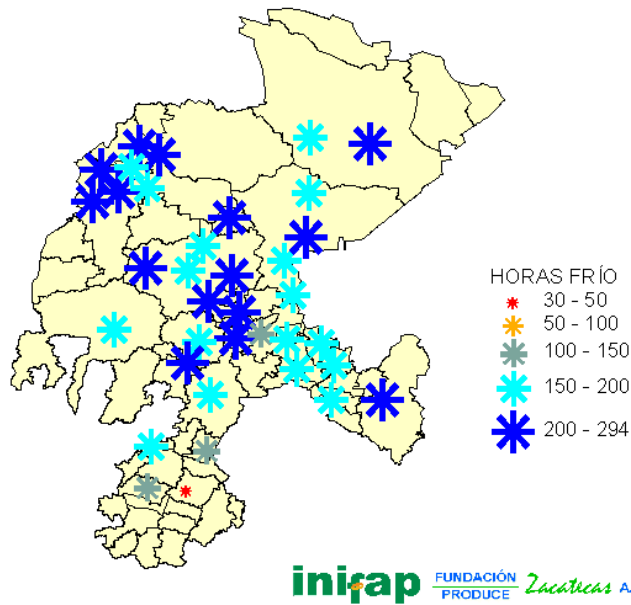 HORAS FRÍO
30 - 50
50 - 100
100 - 150
150 - 200
200 - 294
inifap
FUNDACIÓN
PRODUCE
Zacatecas A.